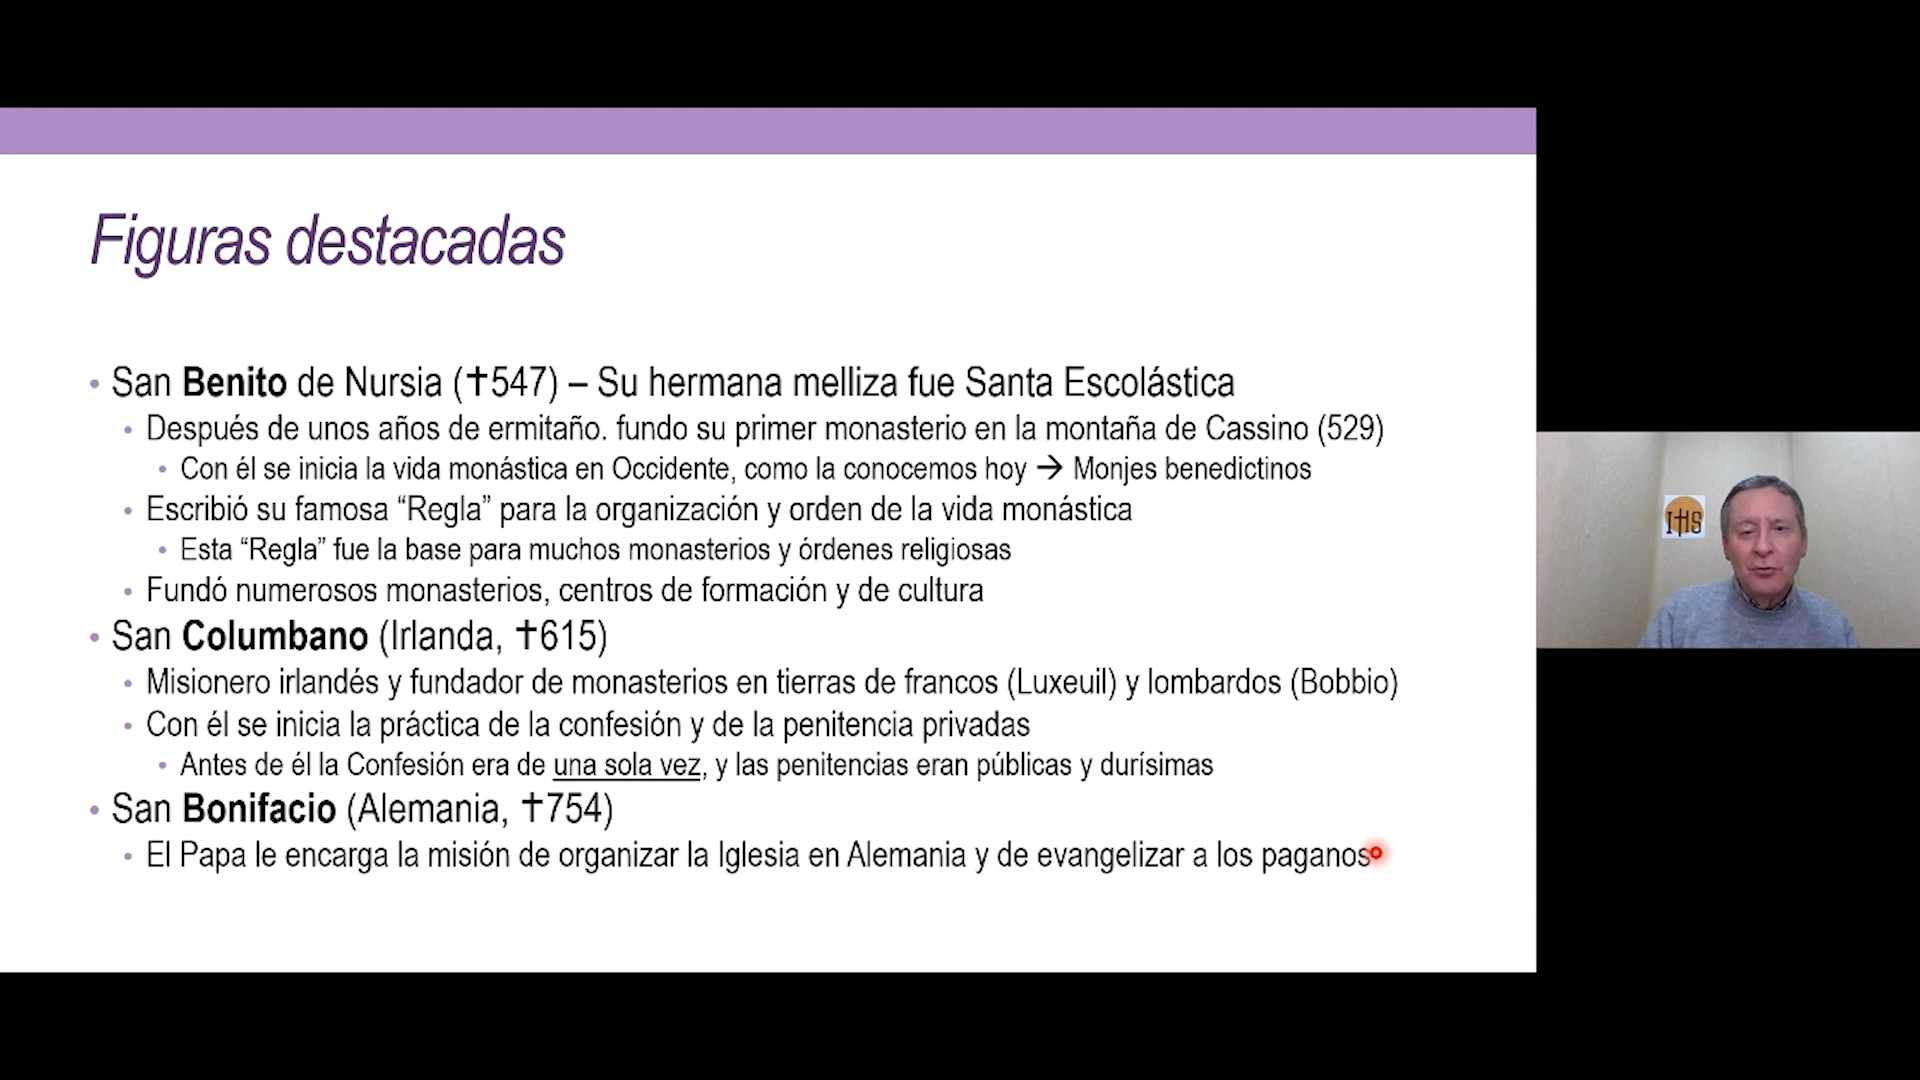 Figuras destacadas
• San Benito de Nursia (✝547) – Su hermana melliza fue Santa Escolástica
• Después de unos años de ermitaño. fundo su primer monasterio en la montaña de Cassino (529)
• Con él se inicia la vida monástica en Occidente, como la conocemos hoy → Monjes benedictinos
• Escribió su famosa “Regla” para la organización y orden de la vida monástica
• Esta “Regla” fue la base para muchos monasterios y órdenes religiosas
• Fundó numerosos monasterios, centros de formación y de cultura
• San Columbano (Irlanda, ✝615)
• Misionero irlandés y fundador de monasterios en tierras de francos (Luxeuil) y lombardos (Bobbio)
• Con él se inicia la práctica de la confesión y de la penitencia privadas
• Antes de él la Confesión era de una sola vez, y las penitencias eran públicas y durísimas
• San Bonifacio (Alemania, ✝754)
• El Papa le encarga la misión de organizar la Iglesia en Alemania y de evangelizar a los paganos
IHS